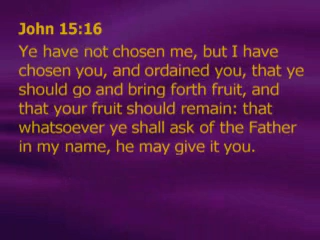 John 15:16
Ye have not chosen me, but I have
chosen you, and ordained you, that ye
should go and bring forth fruit, and
that your fruit should remain: that
whatsoever ye shall ask of the Father
in my name, he may give it you.